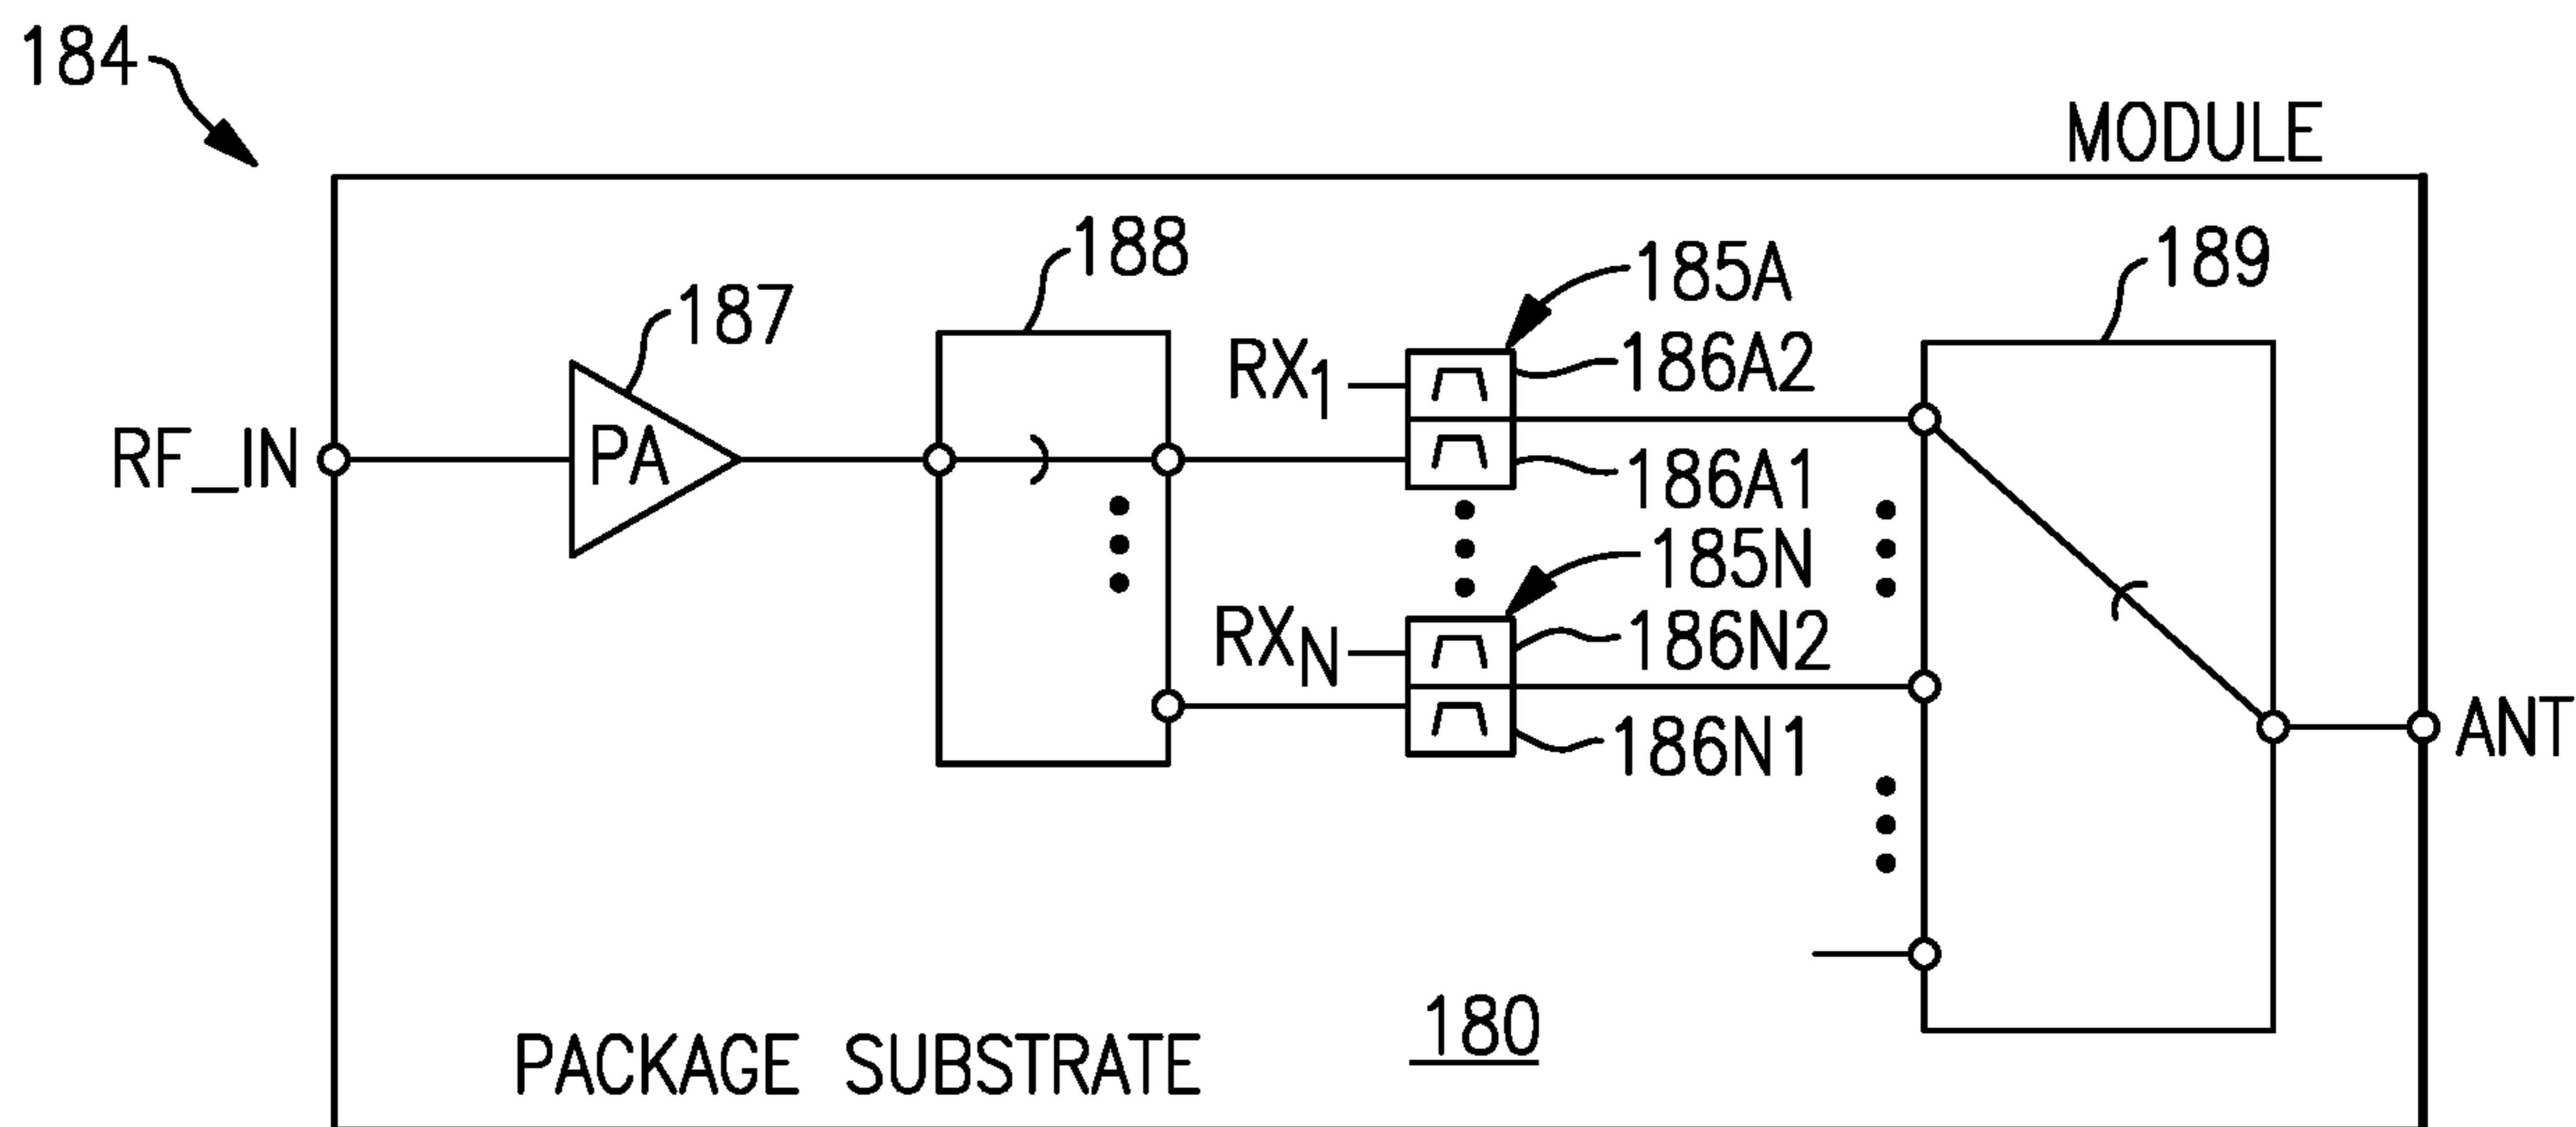 184
MODULE
188
185A
189
187
RX1
186A2
RF_IN
PA
186A1
185N
RXN
186N2
186N1
ANT
180
PACKAGE SUBSTRATE